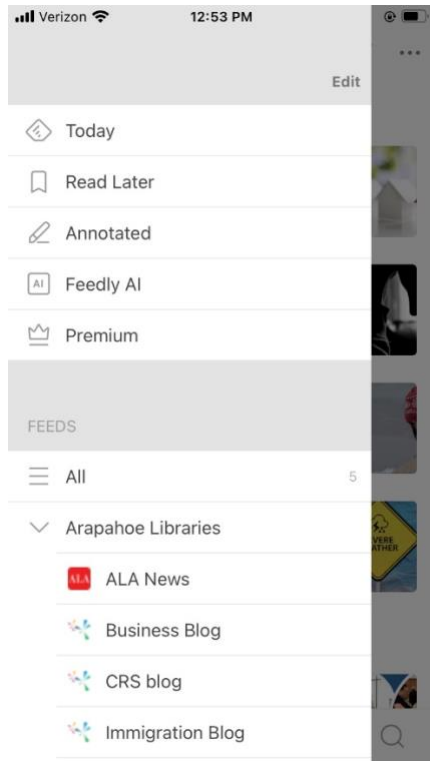 Verizon 12:53 PM
Edit
Today
Read Later
Annotated
AI Feedly AI
Premium
FEEDS
All 5
Arapahoe Libraries
ALA ALA News
Business Blog
CRS blog
Immigration Blog